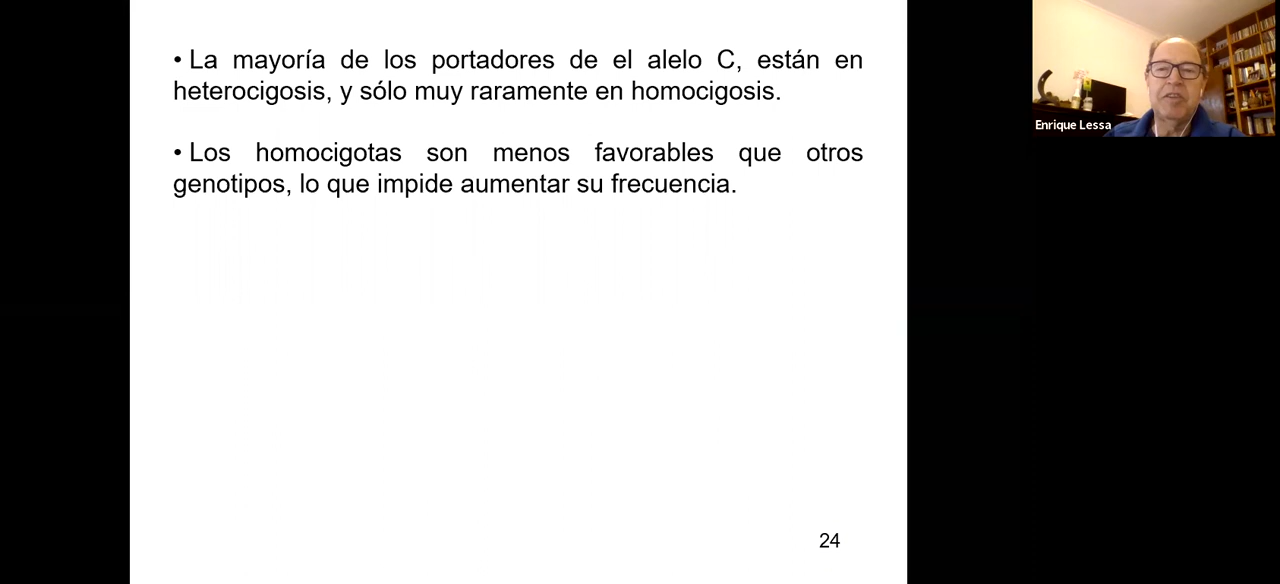 • La mayoría de los portadores de el alelo C, están en
heterocigosis, y sólo muy raramente en homocigosis.
• Los homocigotas son menos favorables que otros
genotipos, lo que impide aumentar su frecuencia.
24
Enrique Lessa